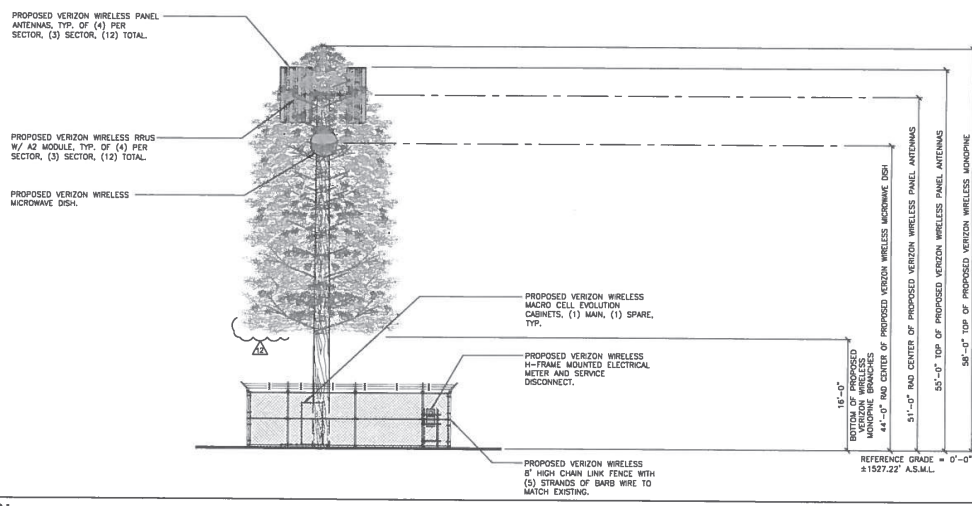 PROPOSED VERIZON WIRELESS PANEL
ANTENNAS, TYP. OF (4) PER
SECTOR, (3) SECTOR, (12) TOTAL.
PROPOSED VERIZON WIRELESS RRUS
W/ A2 MODULE, TYP. OF (4) PER
SECTOR, (3) SECTOR, (12) TOTAL.
PROPOSED VERIZON WIRELESS
MICROWAVE DISH.
PROPOSED VERIZON WIRELESS
MACRO CELL EVOLUTION
CABINETS, (1) MAIN, (1) SPARE,
TYP.
12
PROPOSED VERIZON WIRELESS
H-FRAME MOUNTED ELECTRICAL
METER AND SERVICE
DISCONNECT.
PROPOSED VERIZON WIRELESS
8' HIGH CHAIN LINK FENCE WITH
(5) STRANDS OF BARB WIRE TO
MATCH EXISTING.
16'-0"
BOTTOM OF PROPOSED
VERIZON WIRELESS
MONOPINE BRANCHES
44'-0" RAD CENTER OF PROPOSED VERIZON WIRELESS MICROWAVE DISH
51'-0" RAD CENTER OF PROPOSED VERIZON WIRELESS PANEL ANTENNAS
55'-0" TOP OF PROPOSED VERIZON WIRELESS PANEL ANTENNAS
58'-0" TOP OF PROPOSED VERIZON WIRELESS MONOPINE
REFERENCE GRADE = 0'-0"
±1527.22' A.S.M.L.